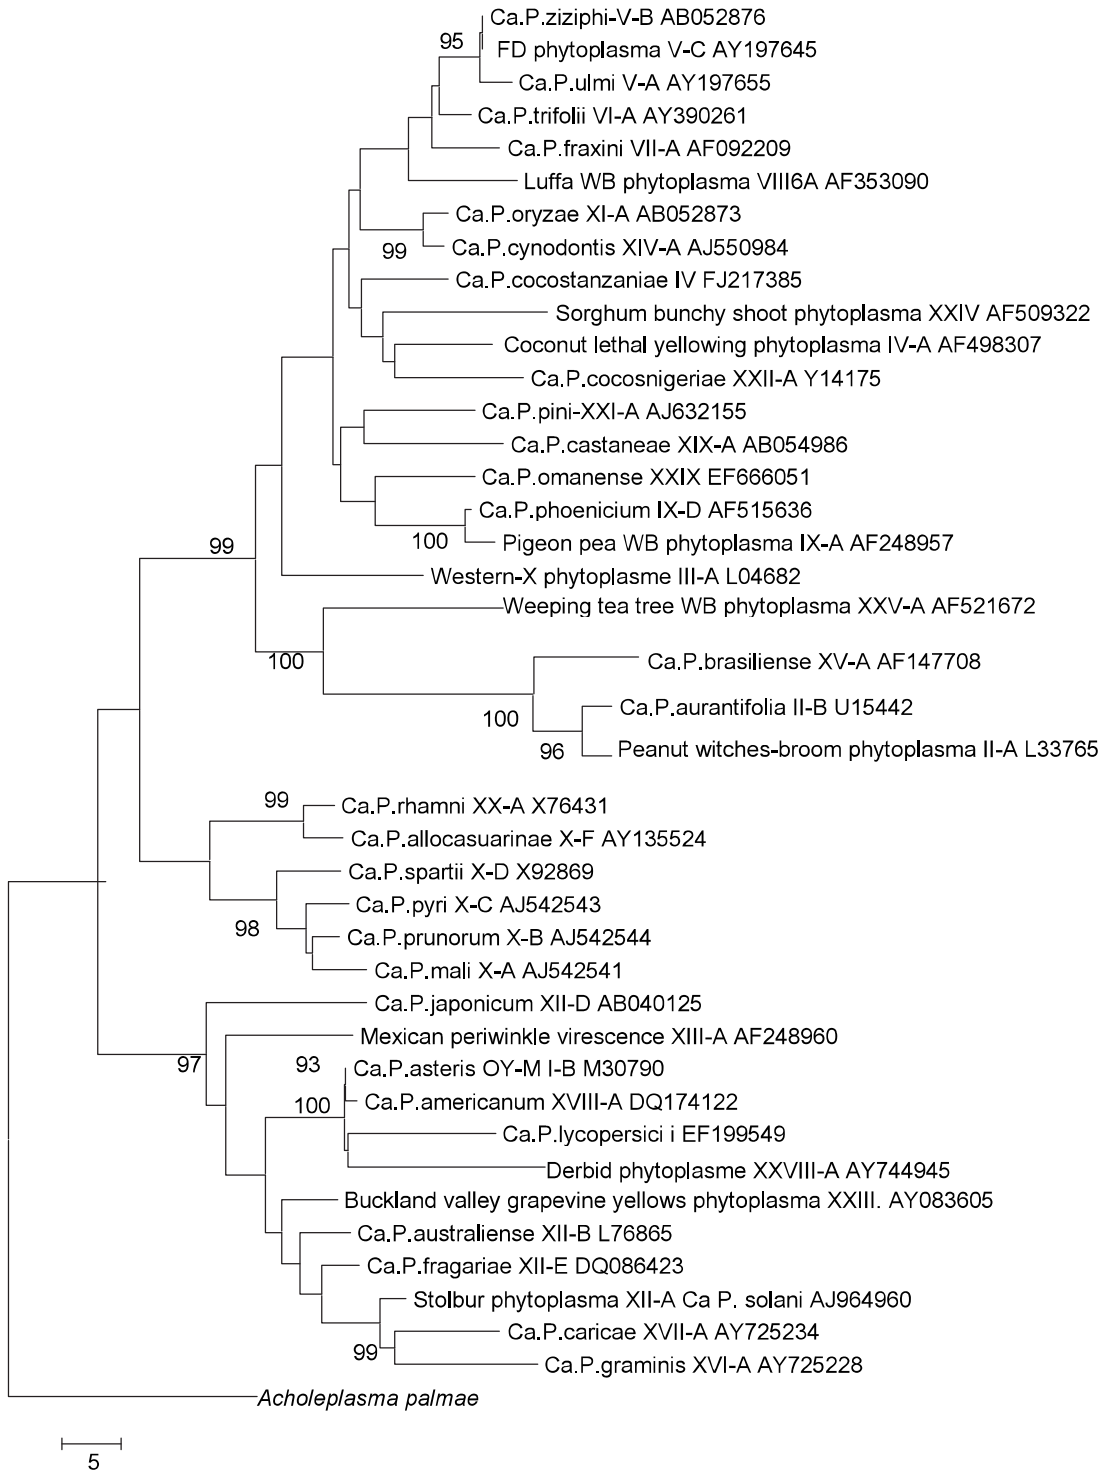 Ca.P.ziziphi-V-B AB052876
95
FD phytoplasma V-C AY197645
Ca.P.ulmi V-A AY197655
Ca.P.trifolii VI-A AY390261
Ca.P.fraxini VII-A AF092209
Luffa WB phytoplasma VIII6A AF353090
Ca.P.oryzae XI-A AB052873
99
Ca.P.cynodontis XIV-A AJ550984
Ca.P.cocostanzaniae IV FJ217385
Sorghum bunchy shoot phytoplasma XXIV AF509322
Coconut lethal yellowing phytoplasma IV-A AF498307
Ca.P.cocosnigeriae XXII-A Y14175
Ca.P.pini-XXI-A AJ632155
Ca.P.castaneae XIX-A AB054986
Ca.P.omanense XXIX EF666051
Ca.P.phoenicium IX-D AF515636
100
Pigeon pea WB phytoplasma IX-A AF248957
99
Western-X phytoplasme III-A L04682
Weeping tea tree WB phytoplasma XXV-A AF521672
100
Ca.P.brasiliense XV-A AF147708
Ca.P.aurantifolia II-B U15442
100
96
Peanut witches-broom phytoplasma II-A L33765
99
Ca.P.rhamni XX-A X76431
Ca.P.allocasuarinae X-F AY135524
Ca.P.spartii X-D X92869
Ca.P.pyri X-C AJ542543
98
Ca.P.prunorum X-B AJ542544
Ca.P.mali X-A AJ542541
Ca.P.japonicum XII-D AB040125
Mexican periwinkle virescence XIII-A AF248960
97
93
Ca.P.asteris OY-M I-B M30790
100
Ca.P.americanum XVIII-A DQ174122
Ca.P.lycopersici i EF199549
Derbid phytoplasme XXVIII-A AY744945
Buckland valley grapevine yellows phytoplasma XXIII. AY083605
Ca.P.australiense XII-B L76865
Ca.P.fragariae XII-E DQ086423
Stolbur phytoplasma XII-A Ca P. solani AJ964960
Ca.P.caricae XVII-A AY725234
99
Ca.P.graminis XVI-A AY725228
Acholeplasma palmae
5